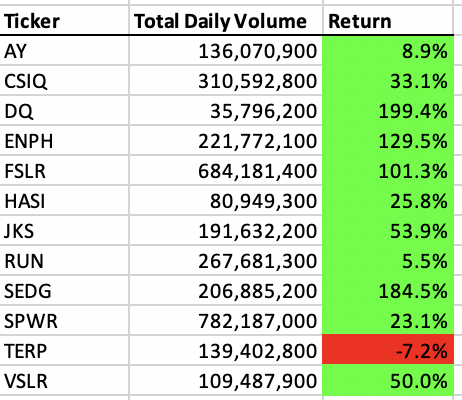 Ticker Total Daily Volume Return
AY 136,070,900 8.9%
CSIQ 310,592,800 33.1%
DQ 35,796,200 199.4%
ENPH 221,772,100 129.5%
FSLR 684,181,400 101.3%
HASI 80,949,300 25.8%
JKS 191,632,200 53.9%
RUN 267,681,300 5.5%
SEDG 206,885,200 184.5%
SPWR 782,187,000 23.1%
TERP 139,402,800 -7.2%
VSLR 109,487,900 50.0%